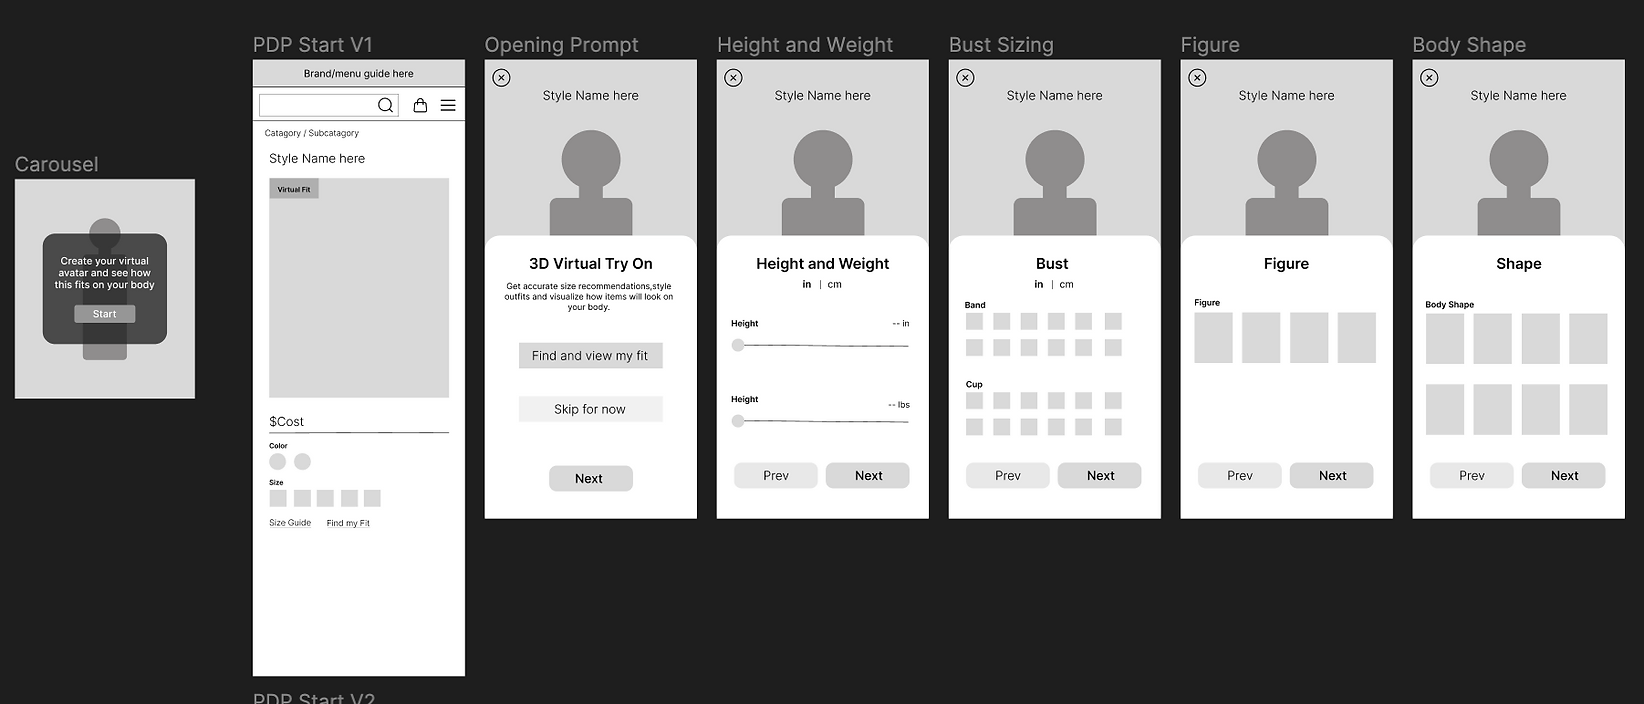 Carousel
Create your virtual
avatar and see how
this fits on your body
Start
PDP Start V1
Brand/menu guide here
Catagory / Subcatagory
Style Name here
Virtual Fit
$Cost
Color
Size
Size Guide
Find my Fit
PDP Start V2
Opening Prompt
Style Name here
3D Virtual Try On
Get accurate size recommendations,style
outfits and visualize how items will look on
your body.
Find and view my fit
Skip for now
Next
Height and Weight
Style Name here
Height and Weight
in | cm
Height -- in
Height -- lbs
Prev Next
Bust Sizing
Style Name here
Bust
in | cm
Band
Cup
Prev Next
Figure
Style Name here
Figure
Figure
Prev Next
Body Shape
Style Name here
Shape
Body Shape
Prev Next